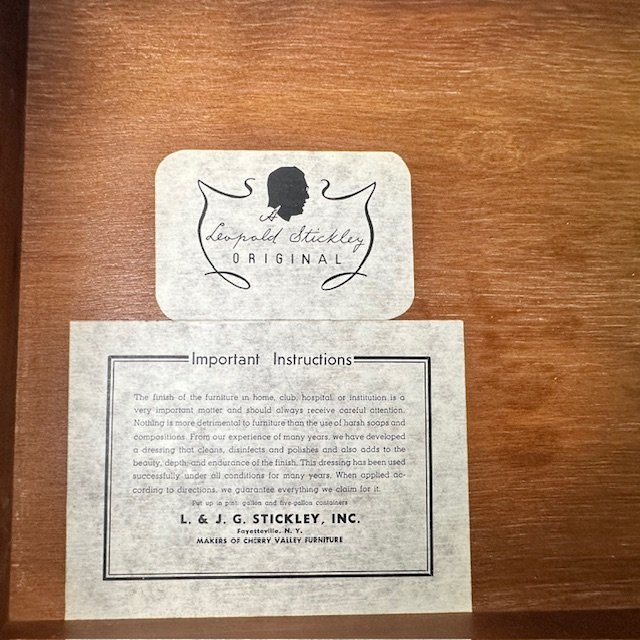 A
Leopold Stickley
ORIGINAL
Important Instructions
The finish of the furniture in home, club, hospital, or institution is a
very important matter and should always receive careful attention.
Nothing is more detrimental to furniture than the use of harsh soaps and
compositions. From our experience of many years, we have developed
a dressing that cleans, disinfects and polishes and also adds to the
beauty, depth, and endurance of the finish. This dressing has been used
successfully under all conditions for many years. When applied ac-
cording to directions, we guarantee everything we claim for it.
Put up in pint, gallon and five-gallon containers
L. & J. G. STICKLEY, INC.
Fayetteville, N. Y.
MAKERS OF CHERRY VALLEY FURNITURE